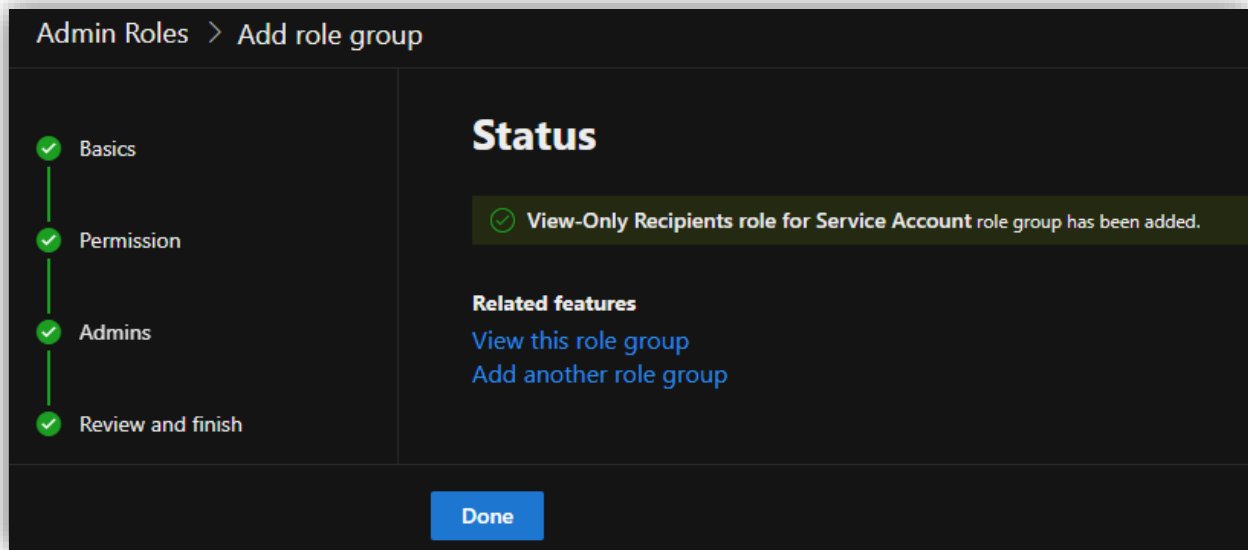 Admin Roles > Add role group
Basics
Permission
Admins
Review and finish
Status
View-Only Recipients role for Service Account role group has been added.
Related features
View this role group
Add another role group
Done